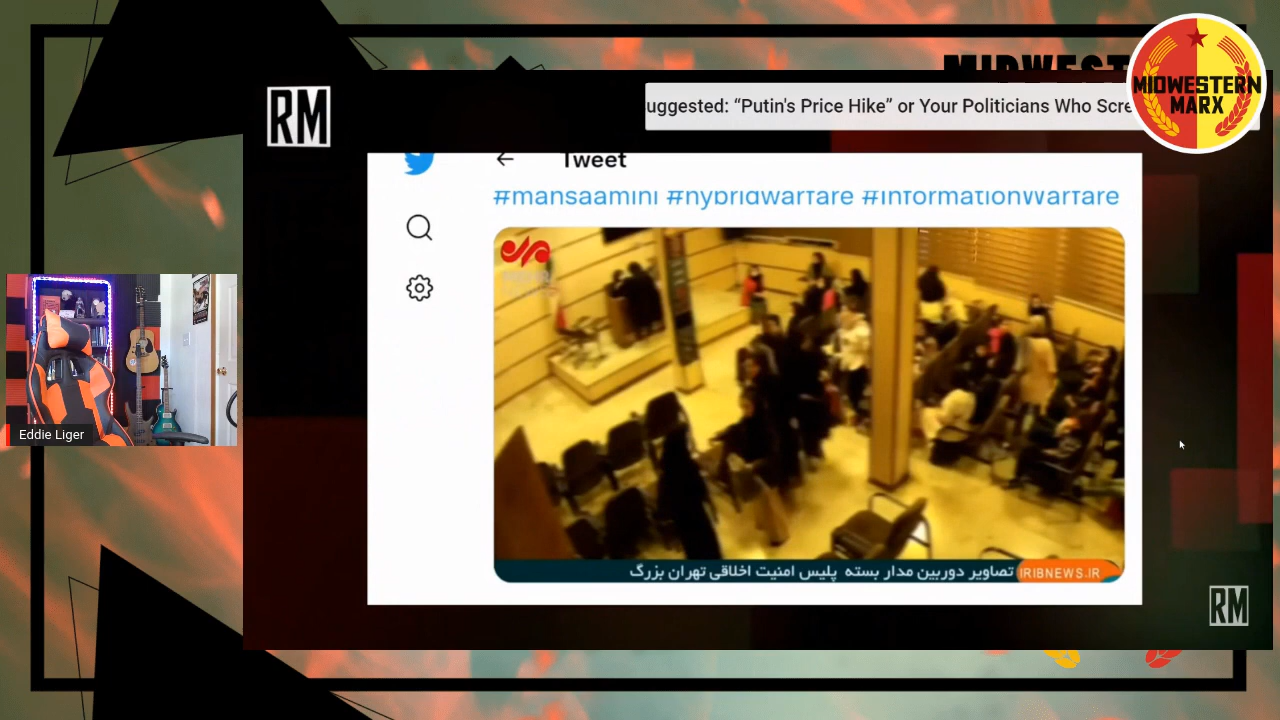 RM
uggested: “Putin's Price Hike” or Your Politicians Who Scre
MIDWESTERN
MARX
Tweet
#mahsaamini #hybridwarfare #informationwarfare
تصاویر دوربین مدار بسته پلیس امنیت اخلاقی تهران بزرگ
IRIBNEWS.IR
Eddie Liger
RM